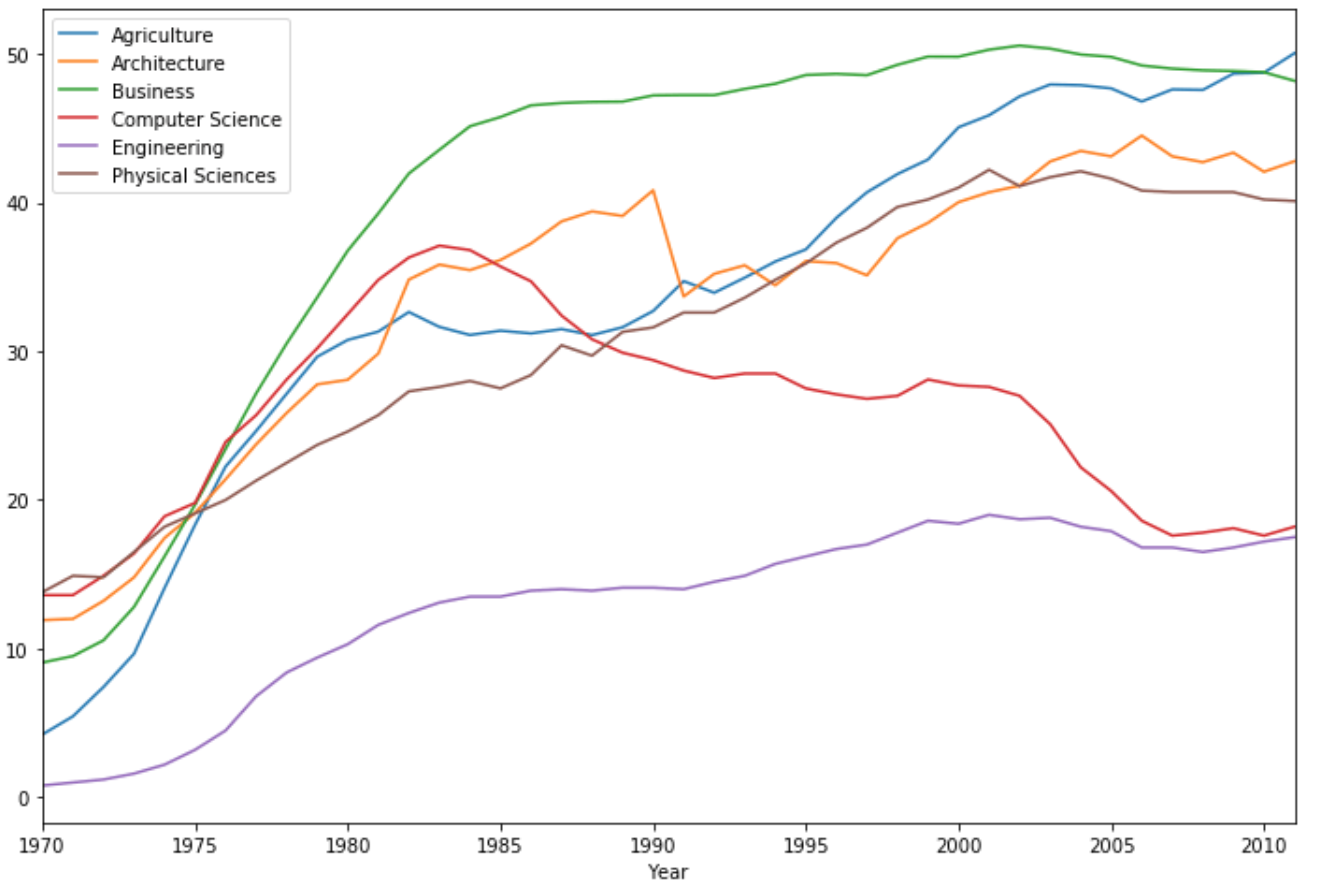 Agriculture
Architecture
Business
Computer Science
Engineering
Physical Sciences
50
40
30
20
10
0
1970 1975 1980 1985 1990 1995 2000 2005 2010
Year